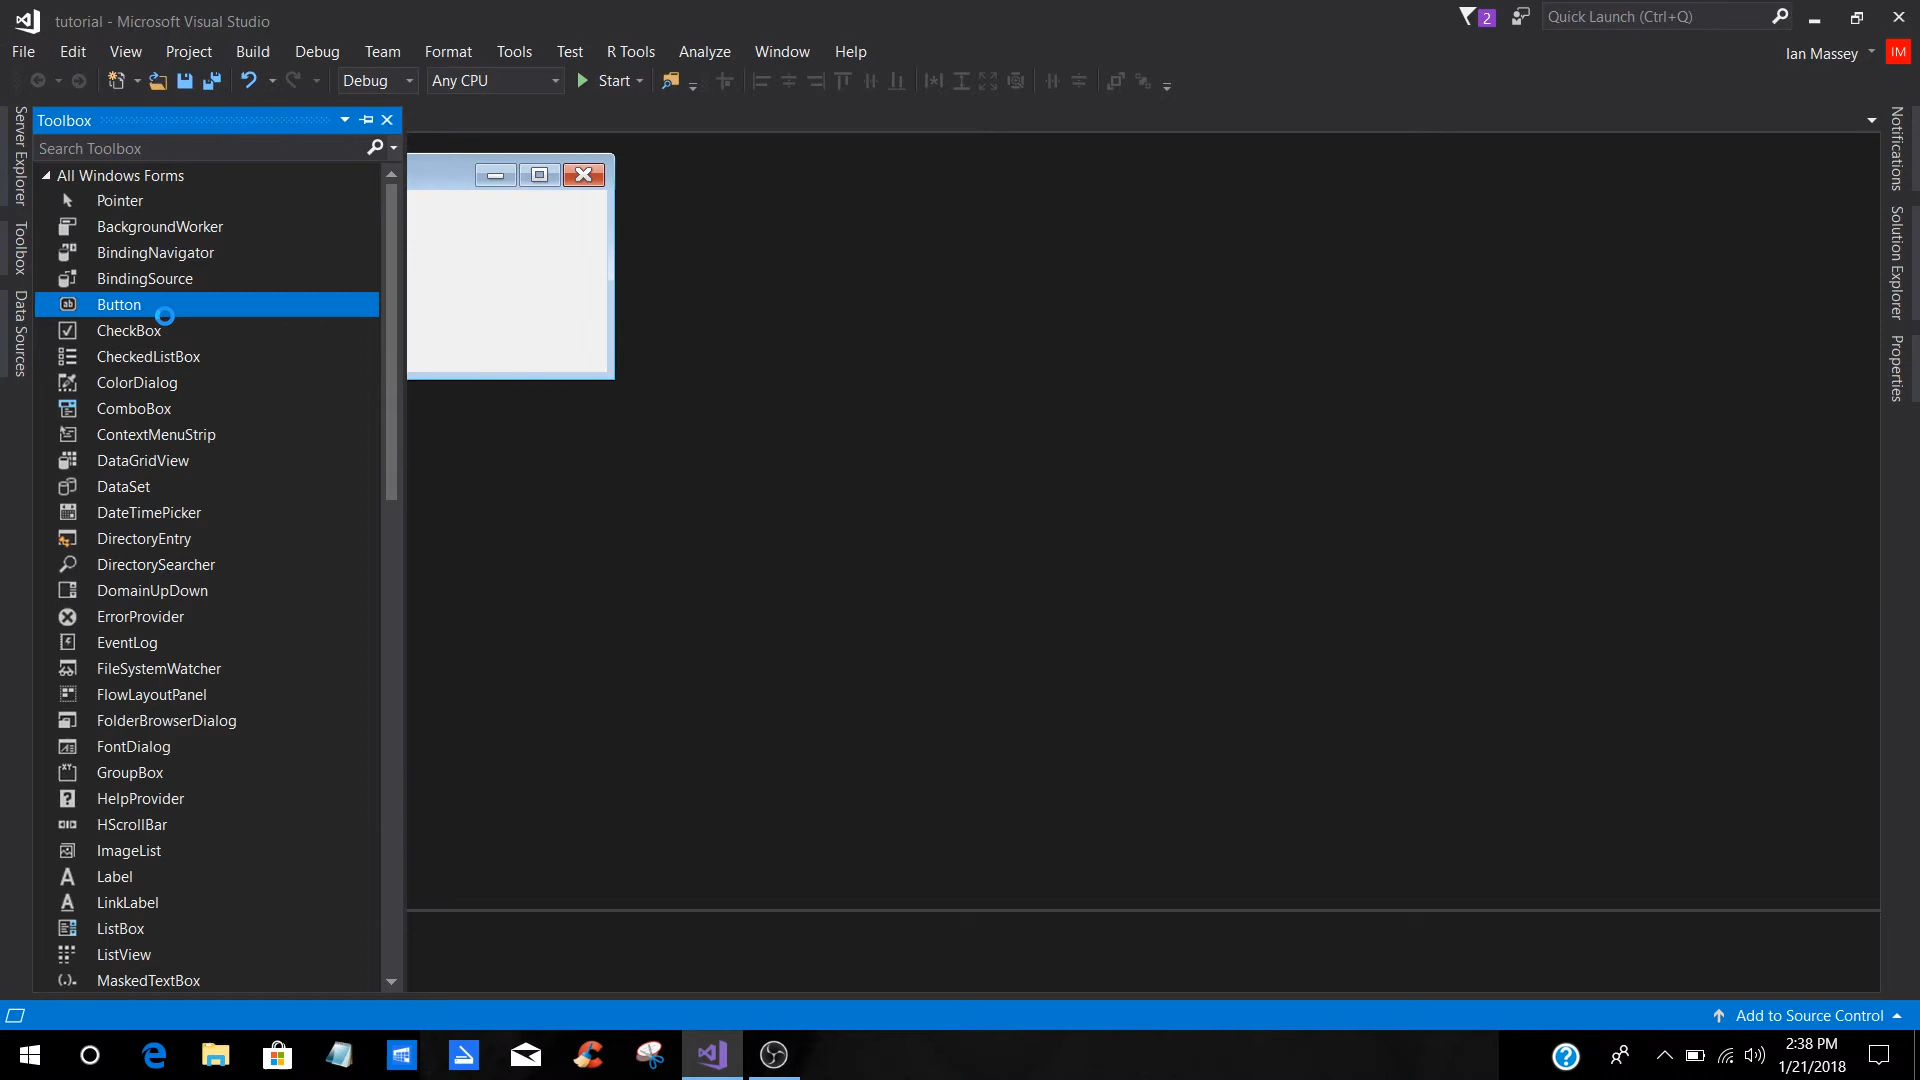 tutorial - Microsoft Visual Studio
2
Quick Launch (Ctrl+Q)
File Edit View Project Build Debug Team Format Tools Test R Tools Analyze Window Help
Ian Massey IM
Debug Any CPU Start
Toolbox
Search Toolbox
All Windows Forms
Pointer
BackgroundWorker
BindingNavigator
BindingSource
Button
CheckBox
CheckedListBox
ColorDialog
ComboBox
ContextMenuStrip
DataGridView
DataSet
DateTimePicker
DirectoryEntry
DirectorySearcher
DomainUpDown
ErrorProvider
EventLog
FileSystemWatcher
FlowLayoutPanel
FolderBrowserDialog
FontDialog
GroupBox
HelpProvider
HScrollBar
ImageList
Label
LinkLabel
ListBox
ListView
MaskedTextBox
Server Explorer
Toolbox
Data Sources
Notifications
Solution Explorer
Properties
Add to Source Control
2:38 PM
1/21/2018